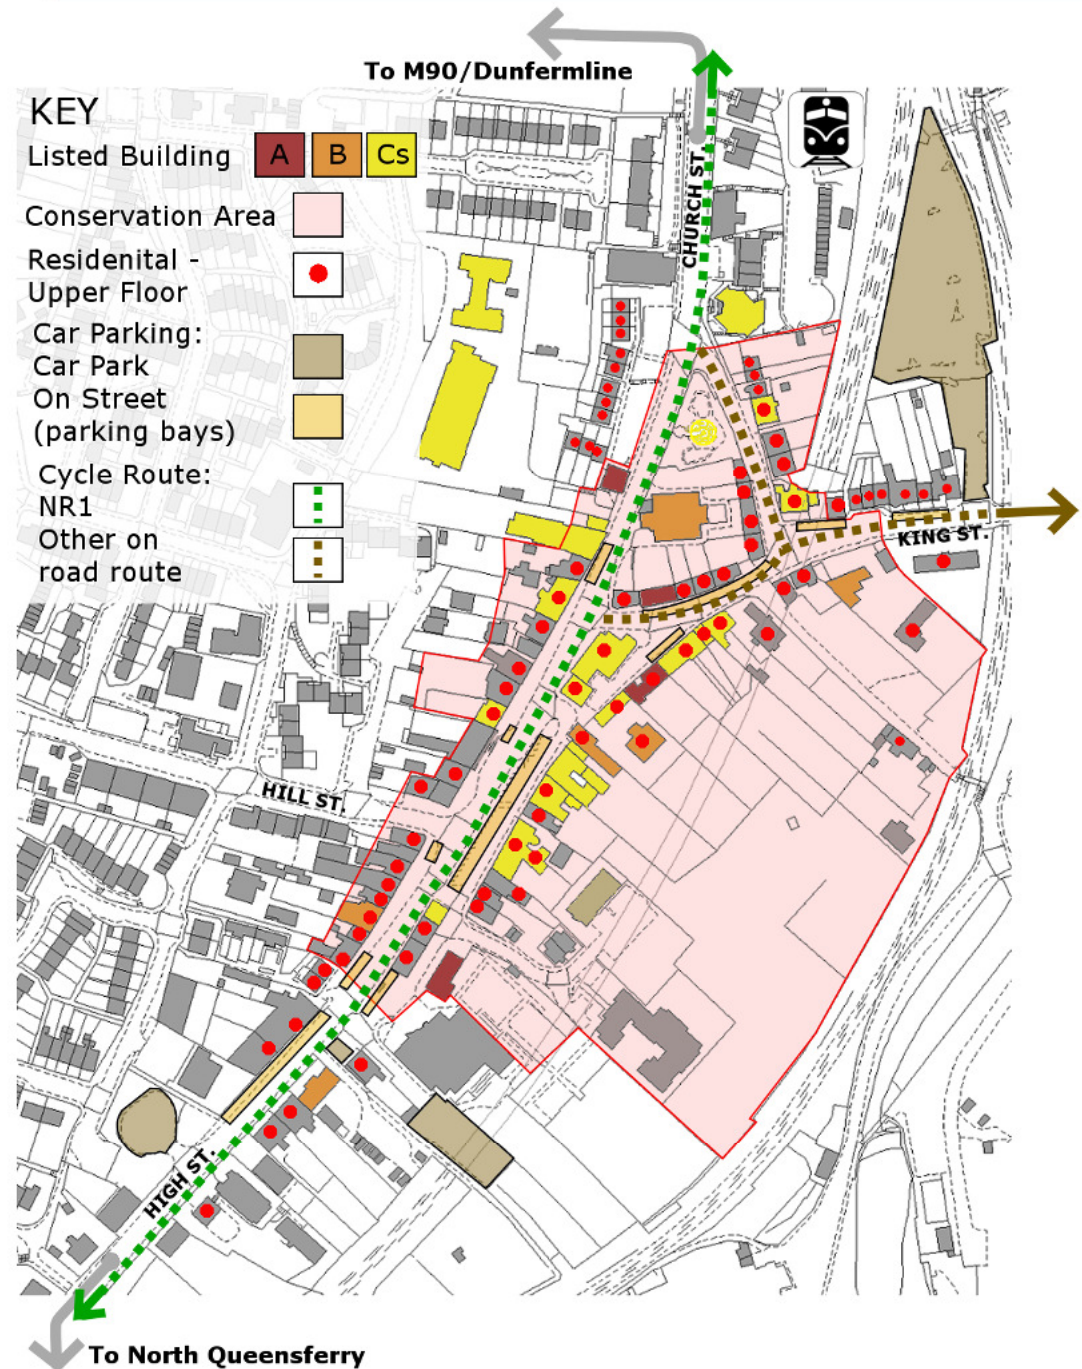 To M90/Dunfermline
KEY
Listed Building A B Cs
Conservation Area
Residenital -
Upper Floor
Car Parking:
Car Park
On Street
(parking bays)
Cycle Route:
NR1
Other on
road route
CHURCH ST.
KING ST.
HILL ST.
HIGH ST.
To North Queensferry